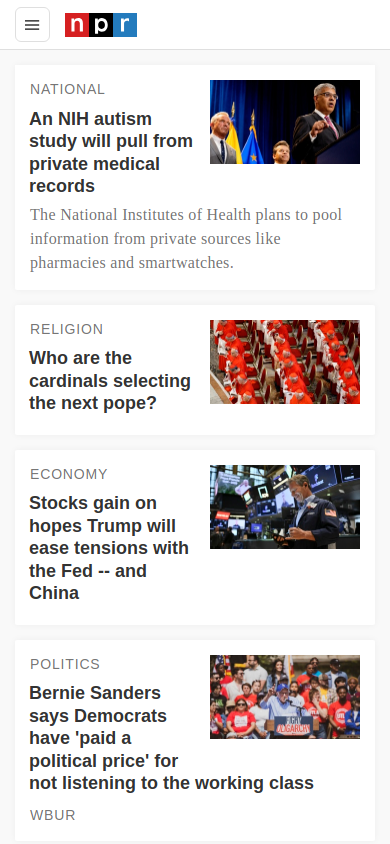 npr
NATIONAL
An NIH autism
study will pull from
private medical
records
The National Institutes of Health plans to pool
information from private sources like
pharmacies and smartwatches.
RELIGION
Who are the
cardinals selecting
the next pope?
ECONOMY
Stocks gain on
hopes Trump will
ease tensions with
the Fed -- and
China
POLITICS
Bernie Sanders
says Democrats
have 'paid a
political price' for
not listening to the working class
WBUR